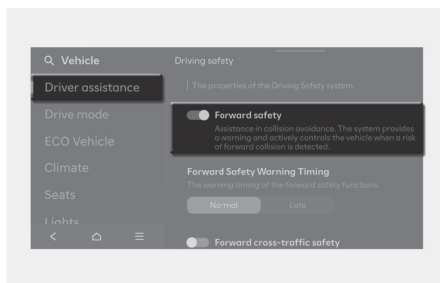 Vehicle
Driver assistance
Drive mode
ECO Vehicle
Climate
Seats
Lights
Driving safety
The properties of the Driving Safety system.
Forward safety
Assistance in collision avoidance. The system provides
a warning and actively controls the vehicle when a risk
of forward collision is detected.
Forward Safety Warning Timing
The warning timing of the forward safety functions.
Normal
Late
Forward cross-traffic safety